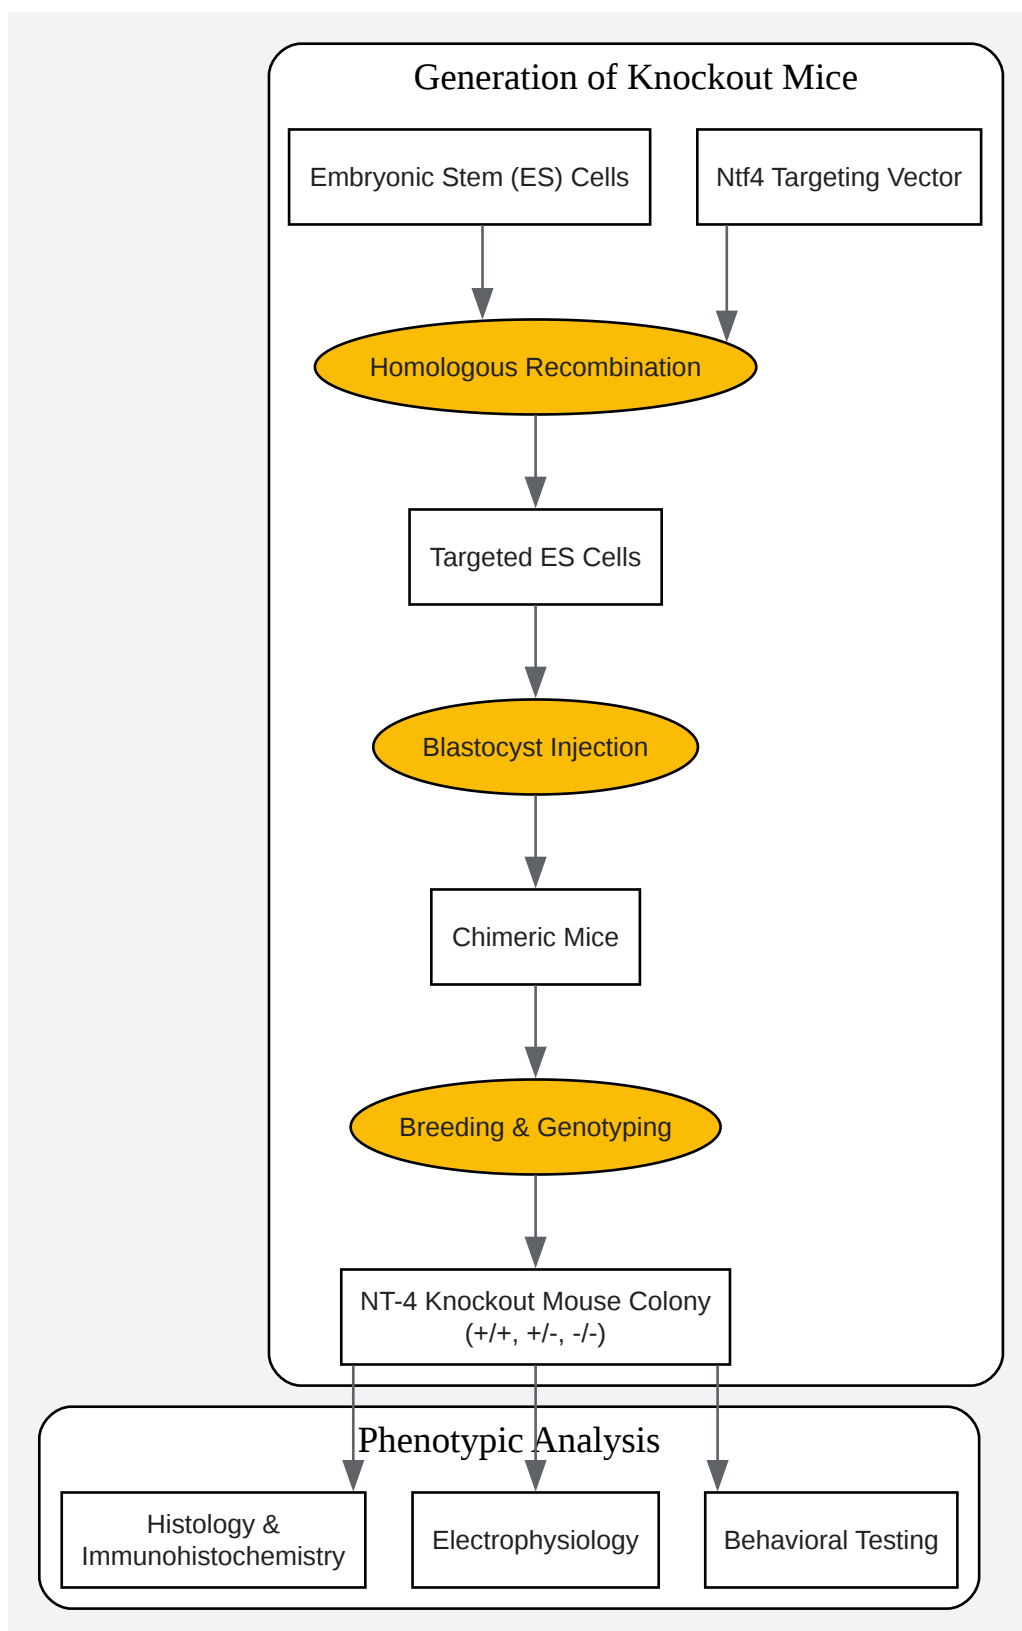 Generation of Knockout Mice
Embryonic Stem (ES) Cells
Ntf4 Targeting Vector
Homologous Recombination
Targeted ES Cells
Blastocyst Injection
Chimeric Mice
Breeding & Genotyping
NT-4 Knockout Mouse Colony
(+/+, +/-, -/-)
Phenotypic Analysis
Histology &
Immunohistochemistry
Electrophysiology
Behavioral Testing